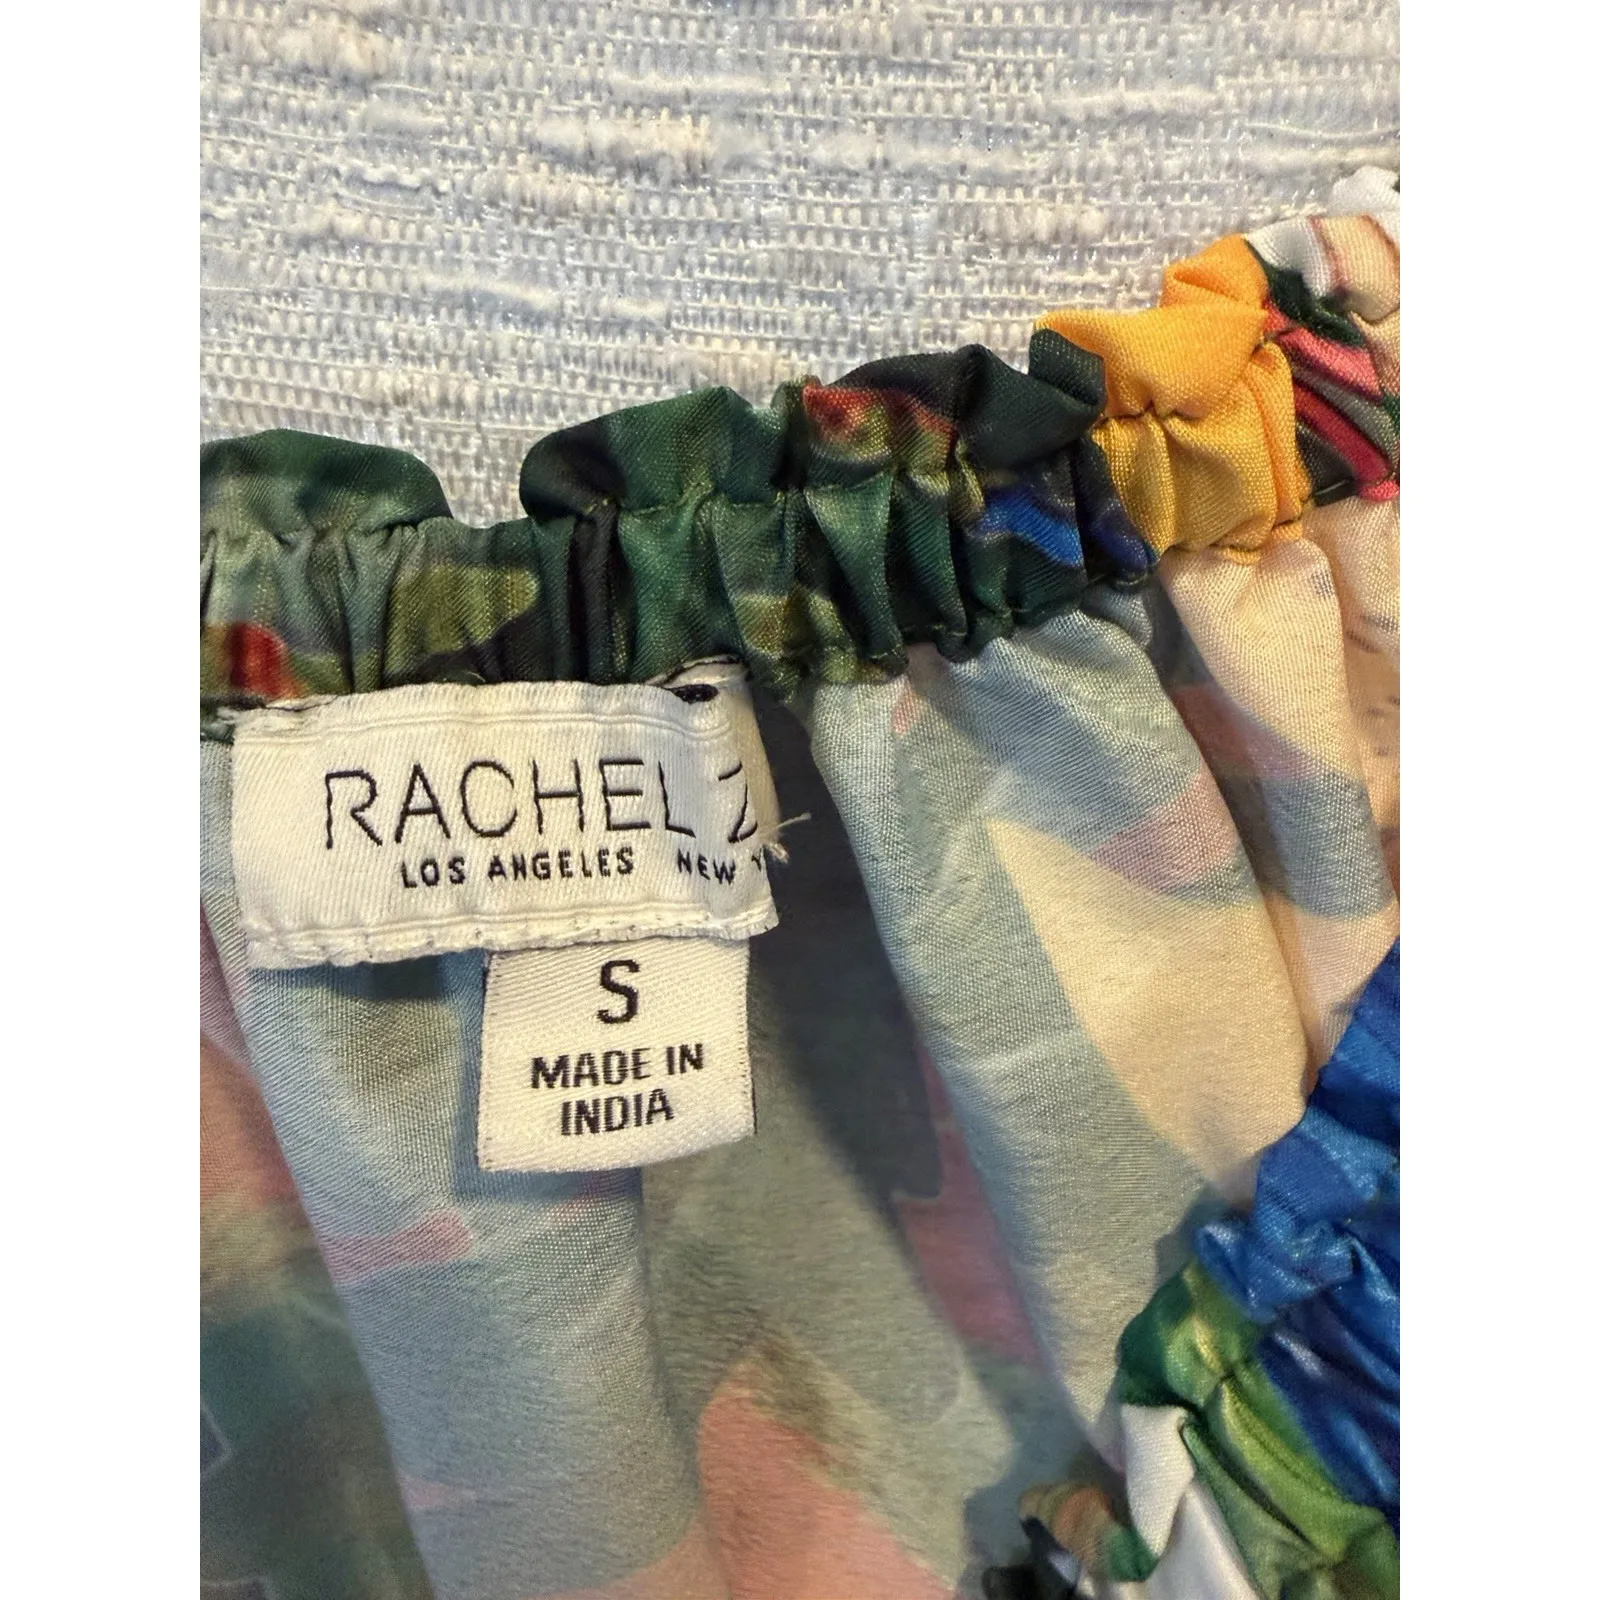 RACHEL Z
LOS ANGELES NEW Y
S
MADE IN
INDIA